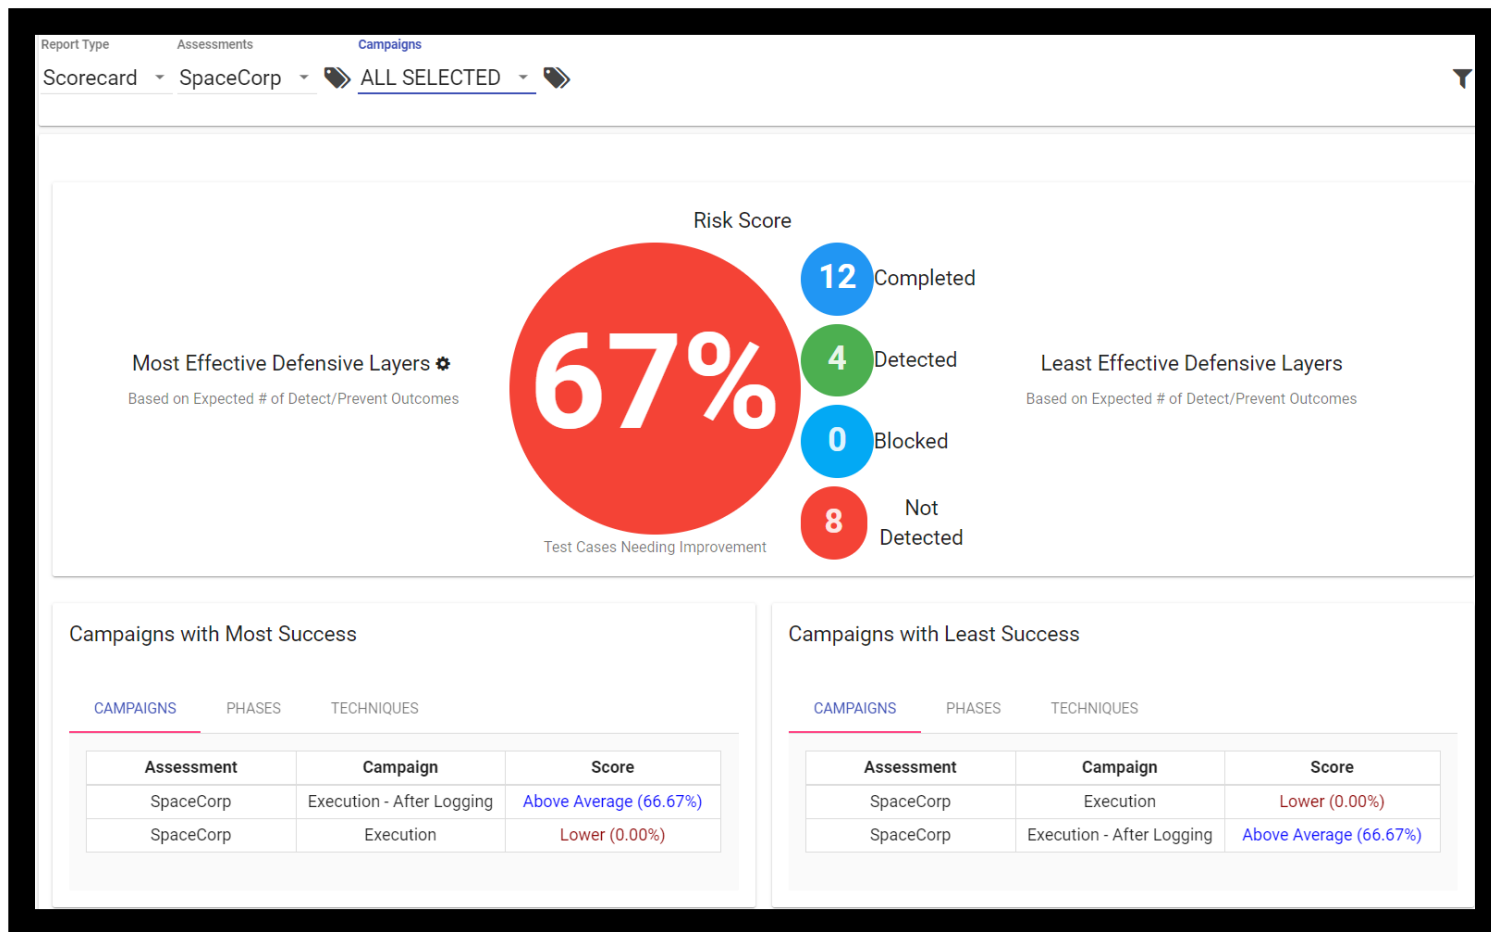 Report Type Assessments Campaigns
Scorecard SpaceCorp ALL SELECTED
Risk Score
12 Completed
67%
4 Detected
Most Effective Defensive Layers
Based on Expected # of Detect/Prevent Outcomes
Least Effective Defensive Layers
Based on Expected # of Detect/Prevent Outcomes
0 Blocked
8 Not
Detected
Test Cases Needing Improvement
Campaigns with Most Success
CAMPAIGNS PHASES TECHNIQUES
Assessment Campaign Score
SpaceCorp Execution - After Logging Above Average (66.67%)
SpaceCorp Execution Lower (0.00%)
Campaigns with Least Success
CAMPAIGNS PHASES TECHNIQUES
Assessment Campaign Score
SpaceCorp Execution Lower (0.00%)
SpaceCorp Execution - After Logging Above Average (66.67%)